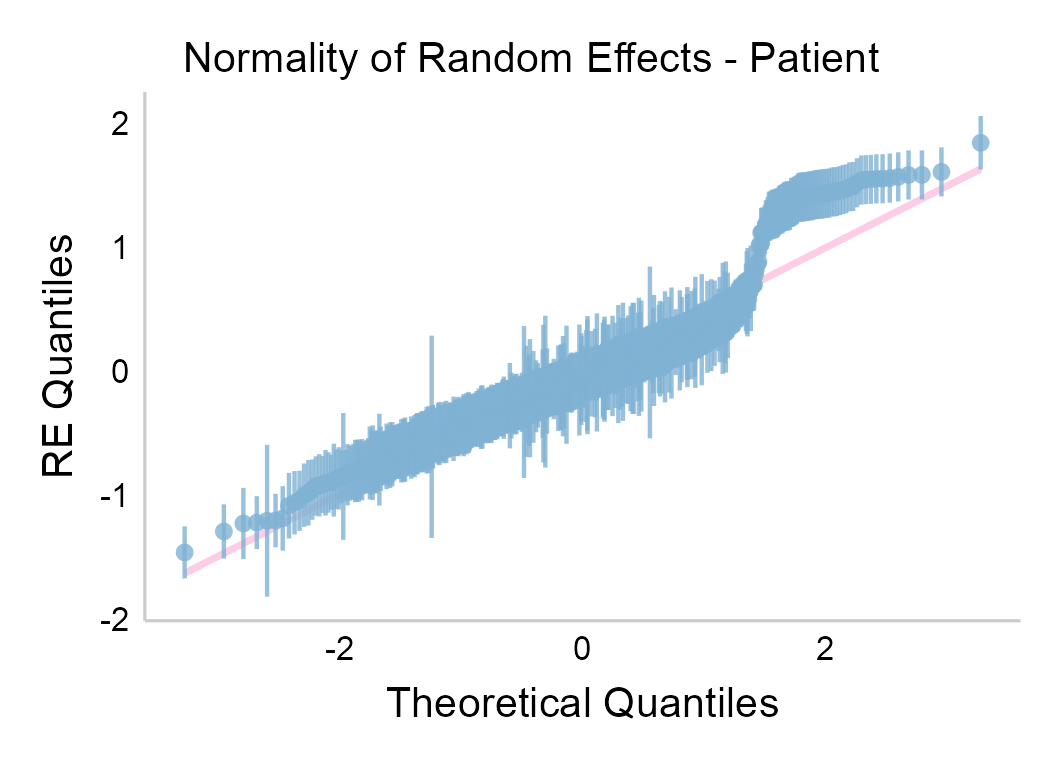 Normality of Random Effects - Patient
2
1
0
-1
-2
RE Quantiles
-2 0 2
Theoretical Quantiles